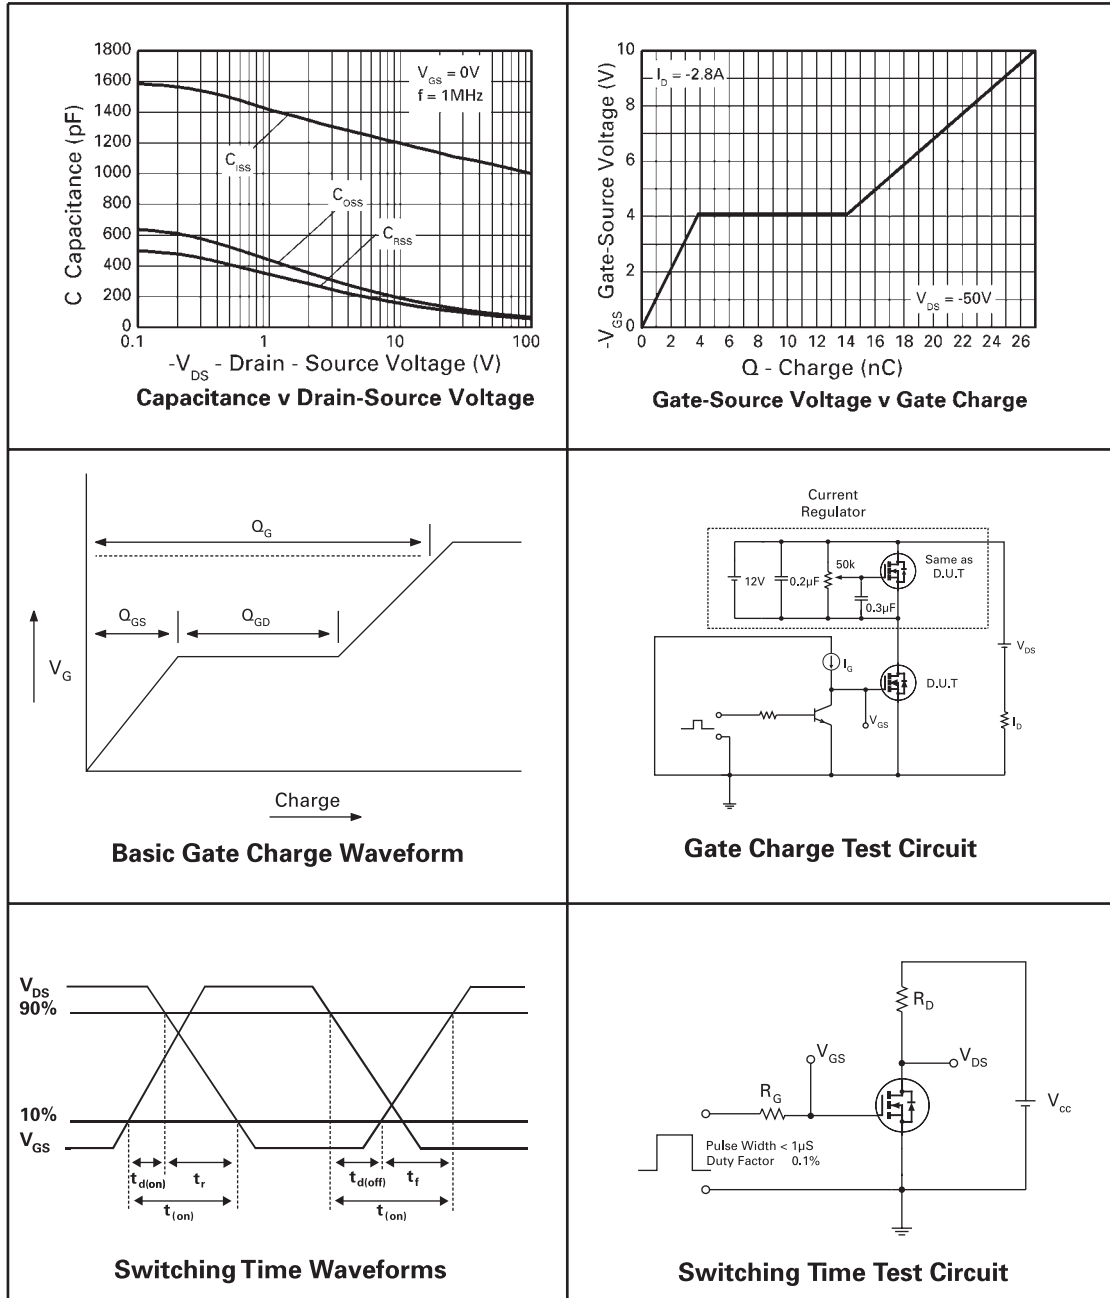 1800
1600
1400
1200
1000
800
600
400
200
0
C Capacitance (pF)
V_GS = 0V
f = 1MHz
C_ISS
C_OSS
C_RSS
0.1 1 10 100
-V_DS - Drain - Source Voltage (V)
Capacitance v Drain-Source Voltage
10
8
6
4
2
0
-V_GS Gate-Source Voltage (V)
I_D = -2.8A
V_DS = -50V
0 2 4 6 8 10 12 14 16 18 20 22 24 26
Q - Charge (nC)
Gate-Source Voltage v Gate Charge
Q_G
Q_GS
Q_GD
V_G
Charge
Basic Gate Charge Waveform
Current
Regulator
12V
0.2µF
50k
0.3µF
Same as
D.U.T
I_G
V_DS
D.U.T
V_GS
I_D
Gate Charge Test Circuit
V_DS
90%
10%
V_GS
t_d(on)
t_r
t_(on)
t_d(off)
t_f
t_(on)
Switching Time Waveforms
R_D
V_GS
V_DS
R_G
V_cc
Pulse Width < 1µS
Duty Factor 0.1%
Switching Time Test Circuit